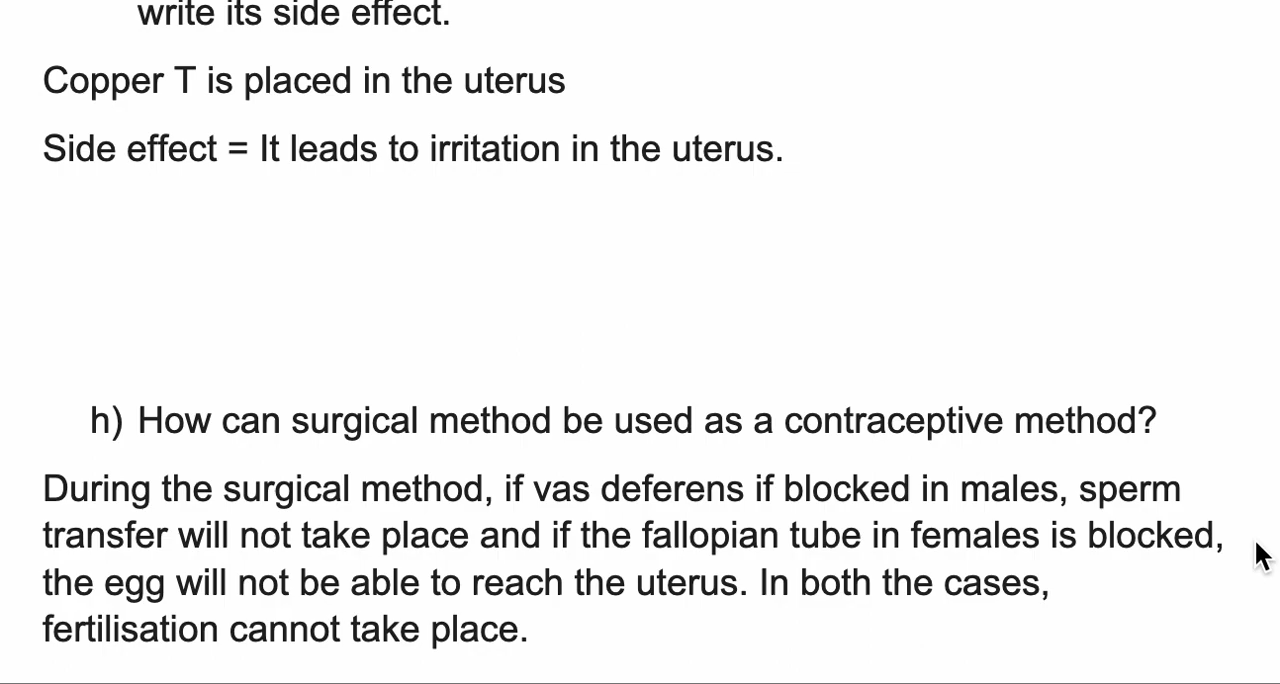 write its side effect.
Copper T is placed in the uterus
Side effect = It leads to irritation in the uterus.
h) How can surgical method be used as a contraceptive method?
During the surgical method, if vas deferens if blocked in males, sperm
transfer will not take place and if the fallopian tube in females is blocked,
the egg will not be able to reach the uterus. In both the cases,
fertilisation cannot take place.